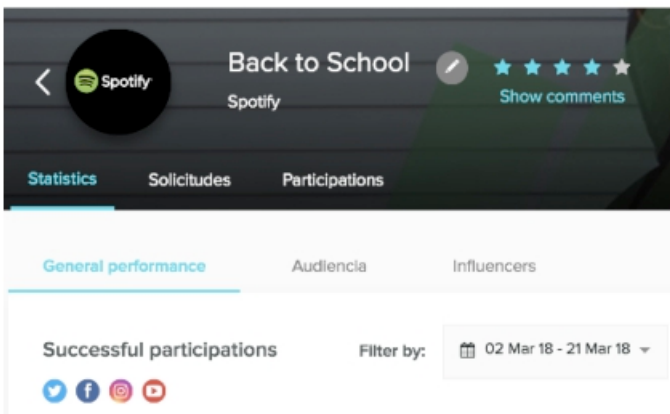 Spotify
Back to School
Spotify
Show comments
Statistics Solicitudes Participations
General performance Audiencia Influencers
Successful participations Filter by: 02 Mar 18 - 21 Mar 18